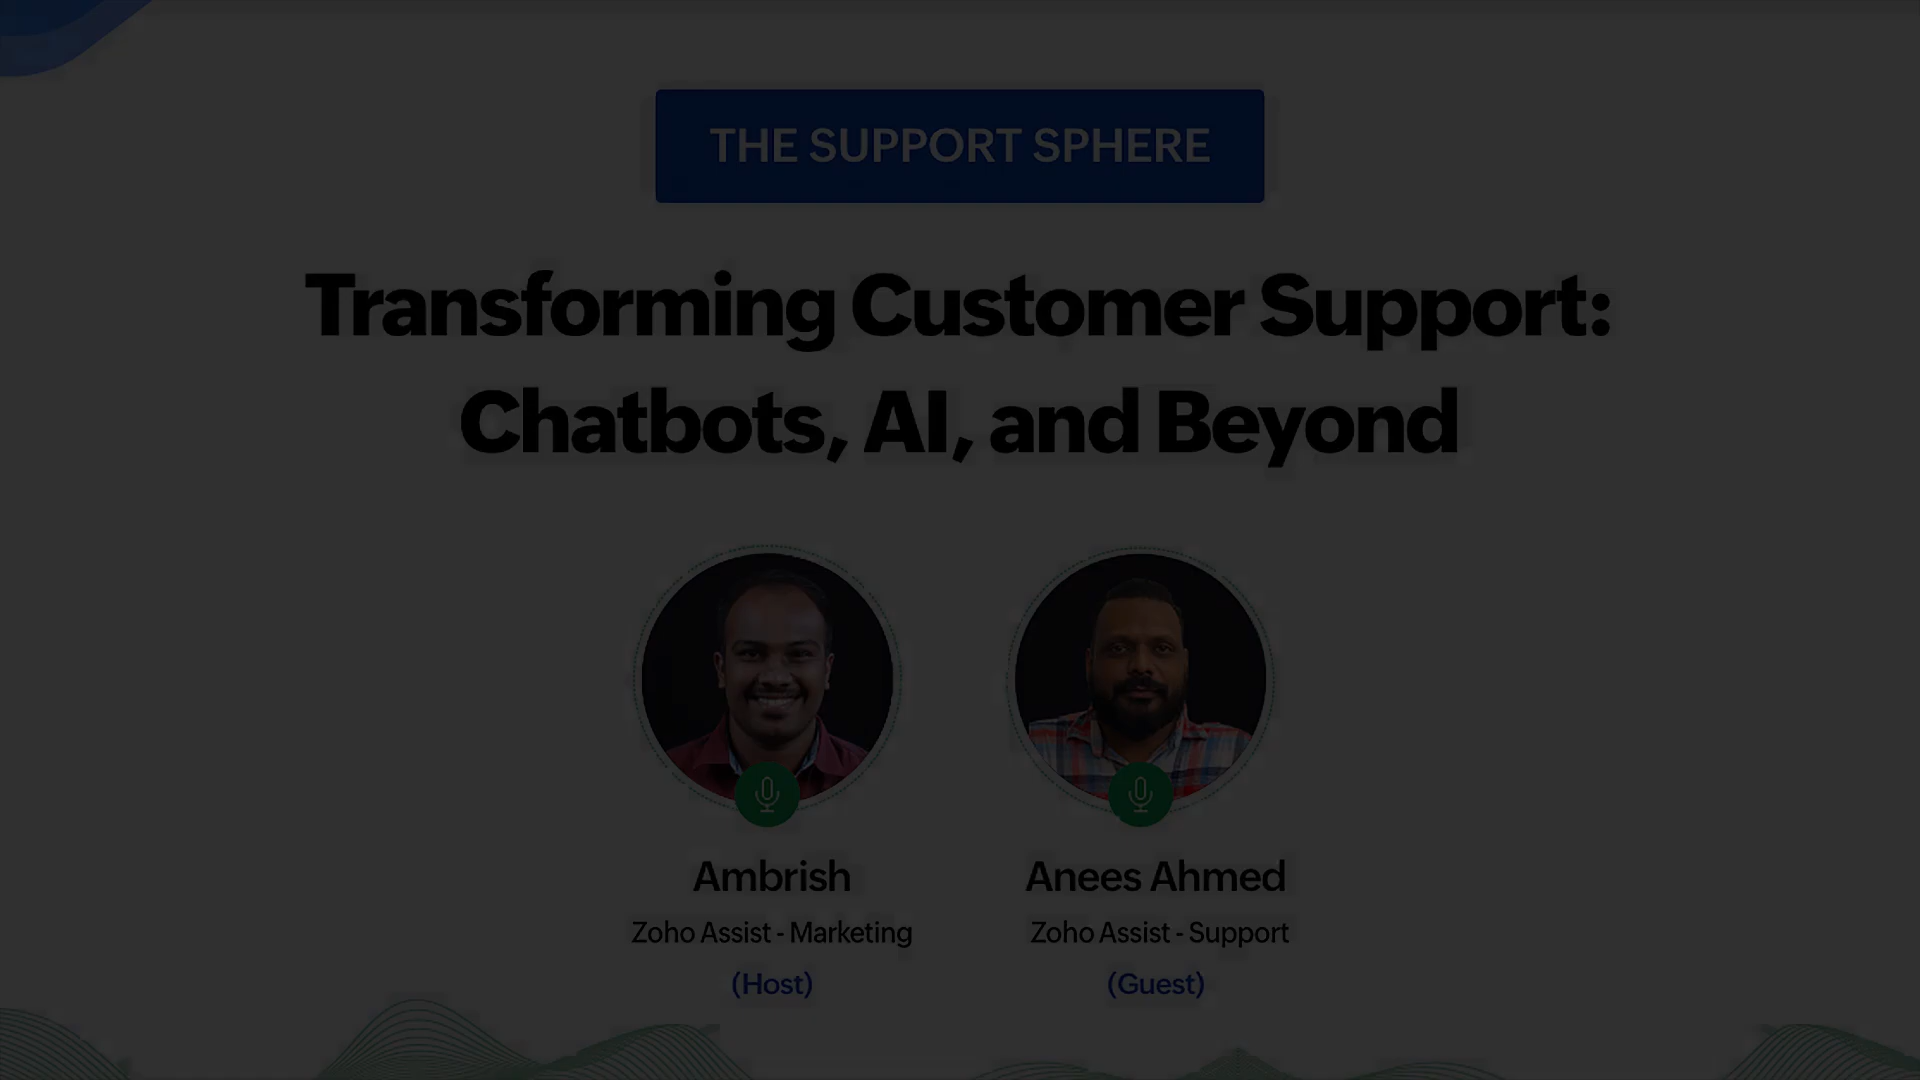 THE SUPPORT SPHERE
Transforming Customer Support:
Chatbots, AI, and Beyond
Ambrish
Zoho Assist - Marketing
(Host)
Anees Ahmed
Zoho Assist - Support
(Guest)